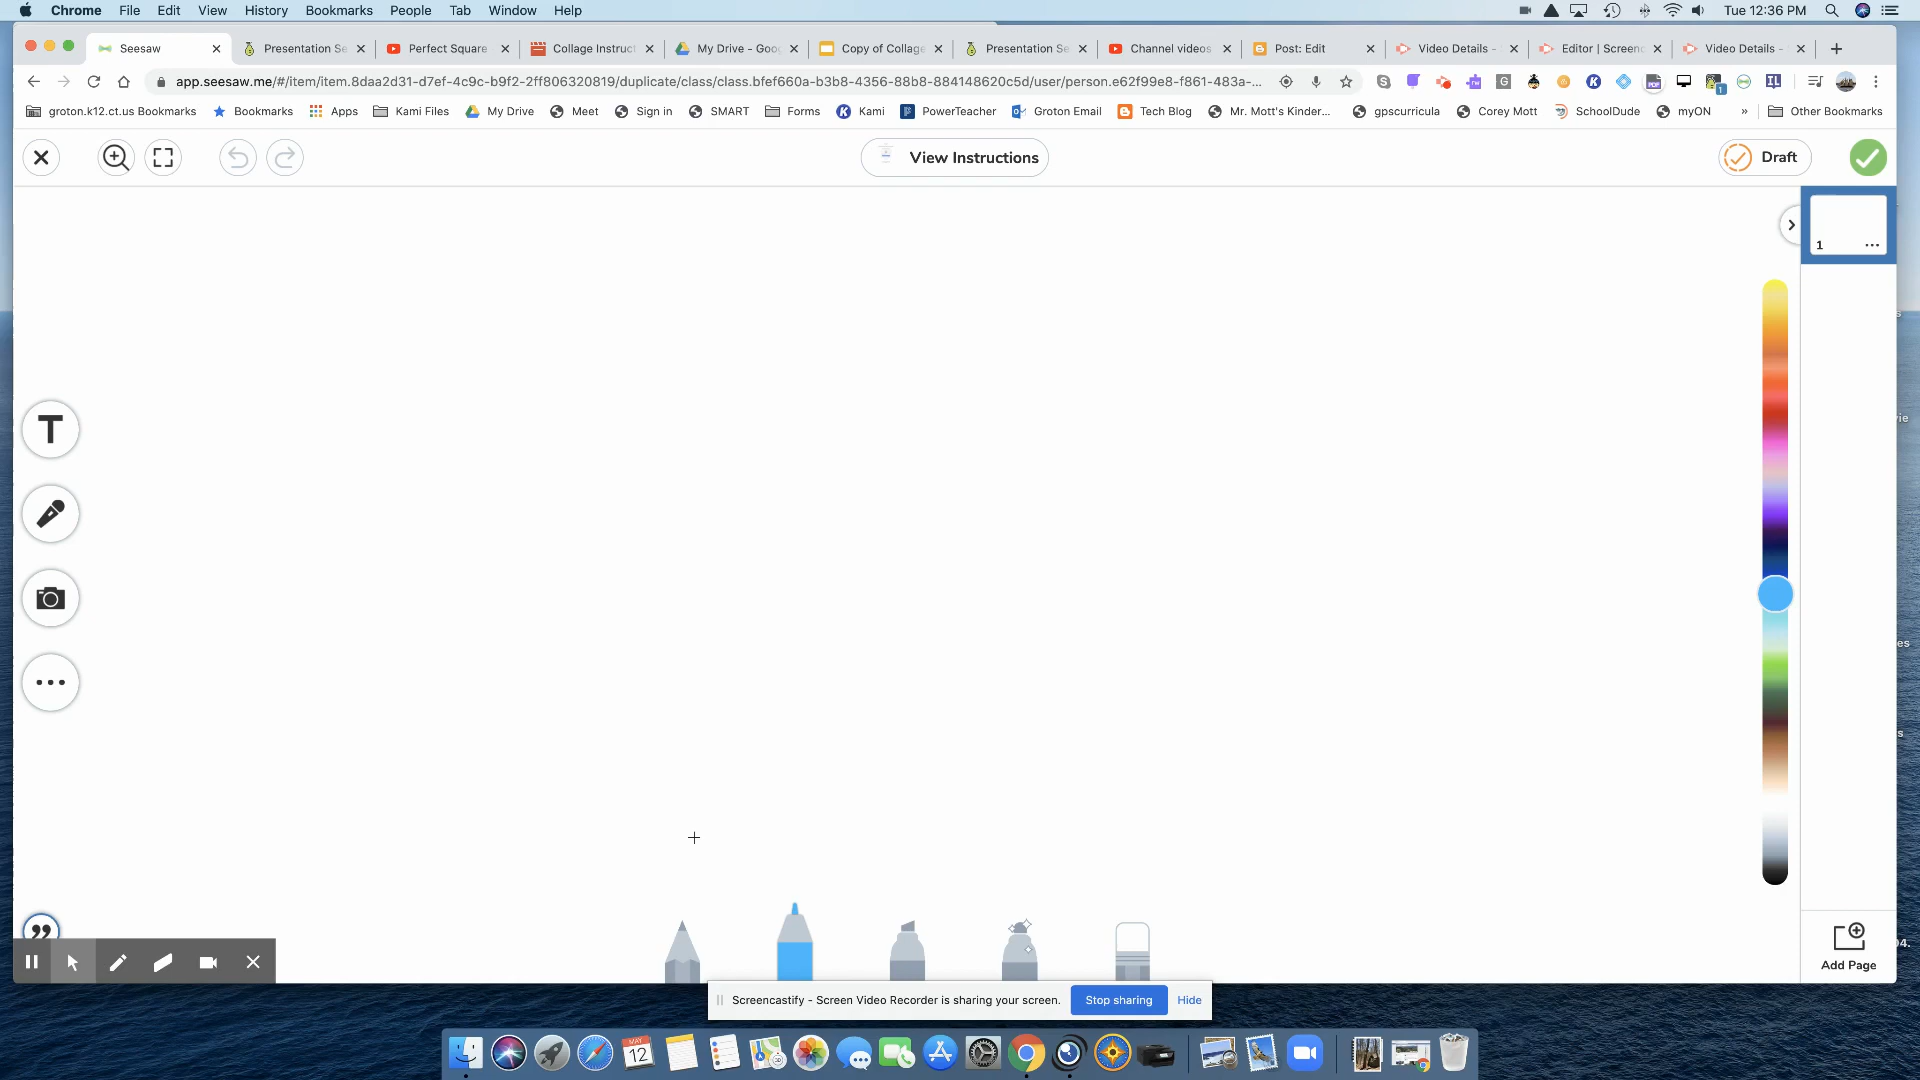 Chrome File Edit View History Bookmarks People Tab Window Help Tue 12:36 PM
Seesaw Presentation Se Perfect Square Collage Instruct My Drive - Goog Copy of Collage Presentation Se Channel videos Post: Edit Video Details - Editor | Screenc Video Details -
app.seesaw.me/#/item/item.8daa2d31-d7ef-4c9c-b9f2-2ff806320819/duplicate/class/class.bfef660a-b3b8-4356-88b8-884148620c5d/user/person.e62f99e8-f861-483a-...
groton.k12.ct.us Bookmarks Bookmarks Apps Kami Files My Drive Meet Sign in SMART Forms Kami PowerTeacher Groton Email Tech Blog Mr. Mott's Kinder... gpscurricula Corey Mott SchoolDude myON » Other Bookmarks
View Instructions
Draft
1
T
Add Page
Screencastify - Screen Video Recorder is sharing your screen. Stop sharing Hide
MAY
12